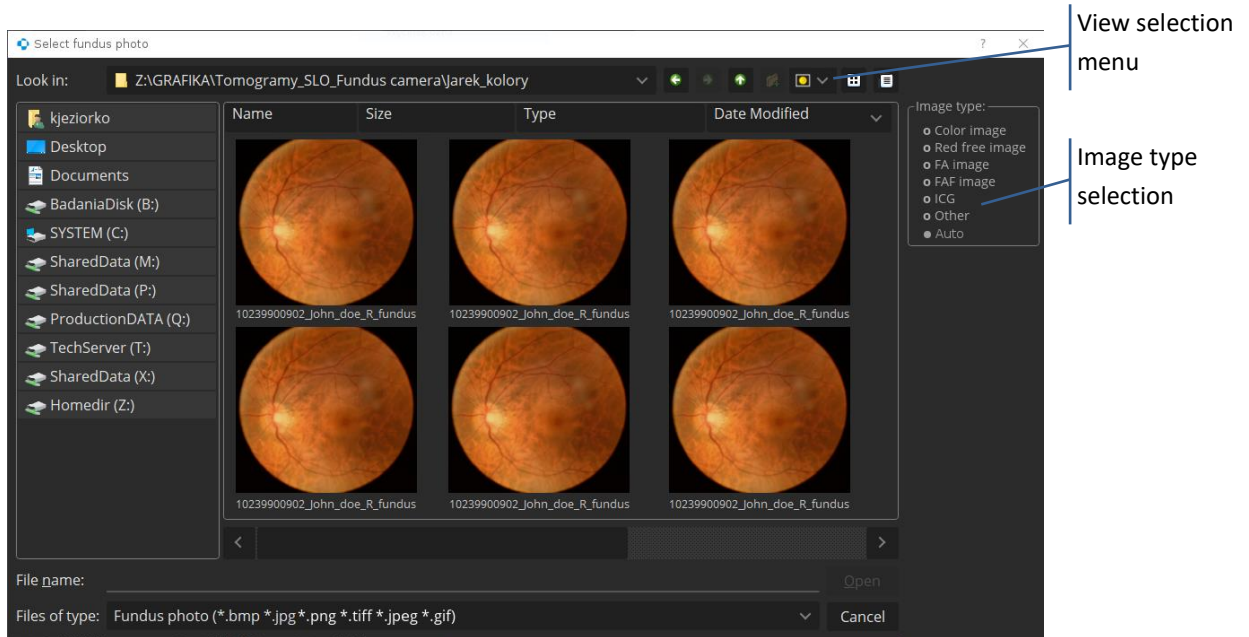 View selection
menu
Select fundus photo
?
Look in:
Z:\GRAFIKA\Tomogramy_SLO_Fundus camera\Jarek_kolory
kjeziorko
Desktop
Documents
BadaniaDisk (B:)
SYSTEM (C:)
SharedData (M:)
SharedData (P:)
ProductionDATA (Q:)
TechServer (T:)
SharedData (X:)
Homedir (Z:)
Name Size Type Date Modified
10239900902_John_doe_R_fundus 10239900902_John_doe_R_fundus 10239900902_John_doe_R_fundus
10239900902_John_doe_R_fundus 10239900902_John_doe_R_fundus 10239900902_John_doe_R_fundus
Image type:
Color image
Red free image
FA image
FAF image
ICG
Other
Auto
Image type
selection
File name:
Open
Files of type: Fundus photo (*.bmp *.jpg*.png *.tiff *.jpeg *.gif)
Cancel